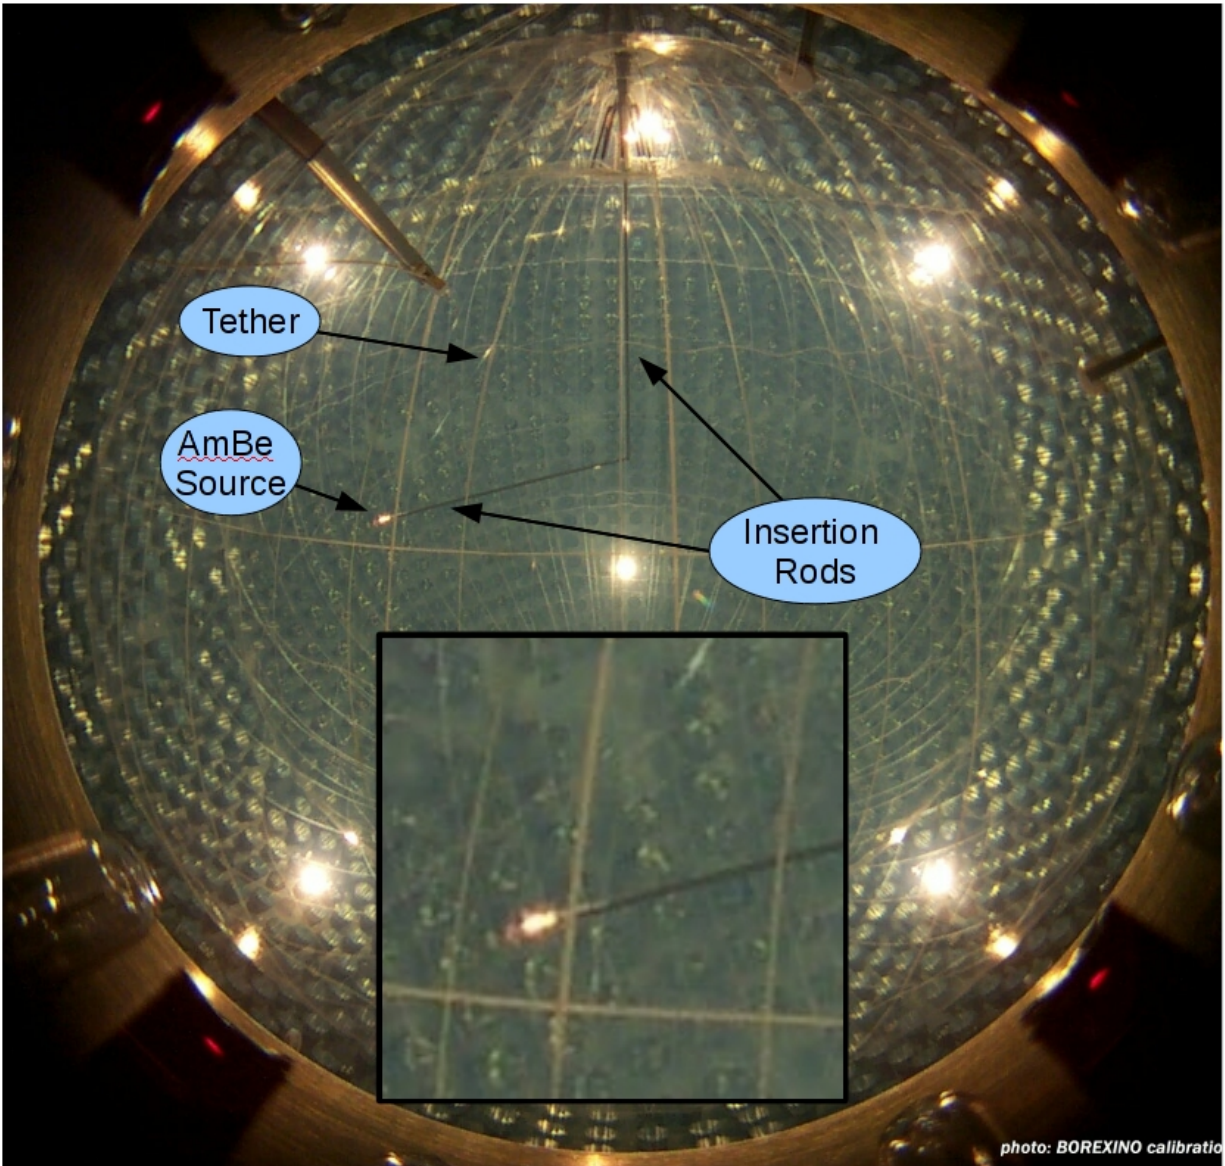 Tether
AmBe
Source
Insertion
Rods
photo: BOREXINO calibratio